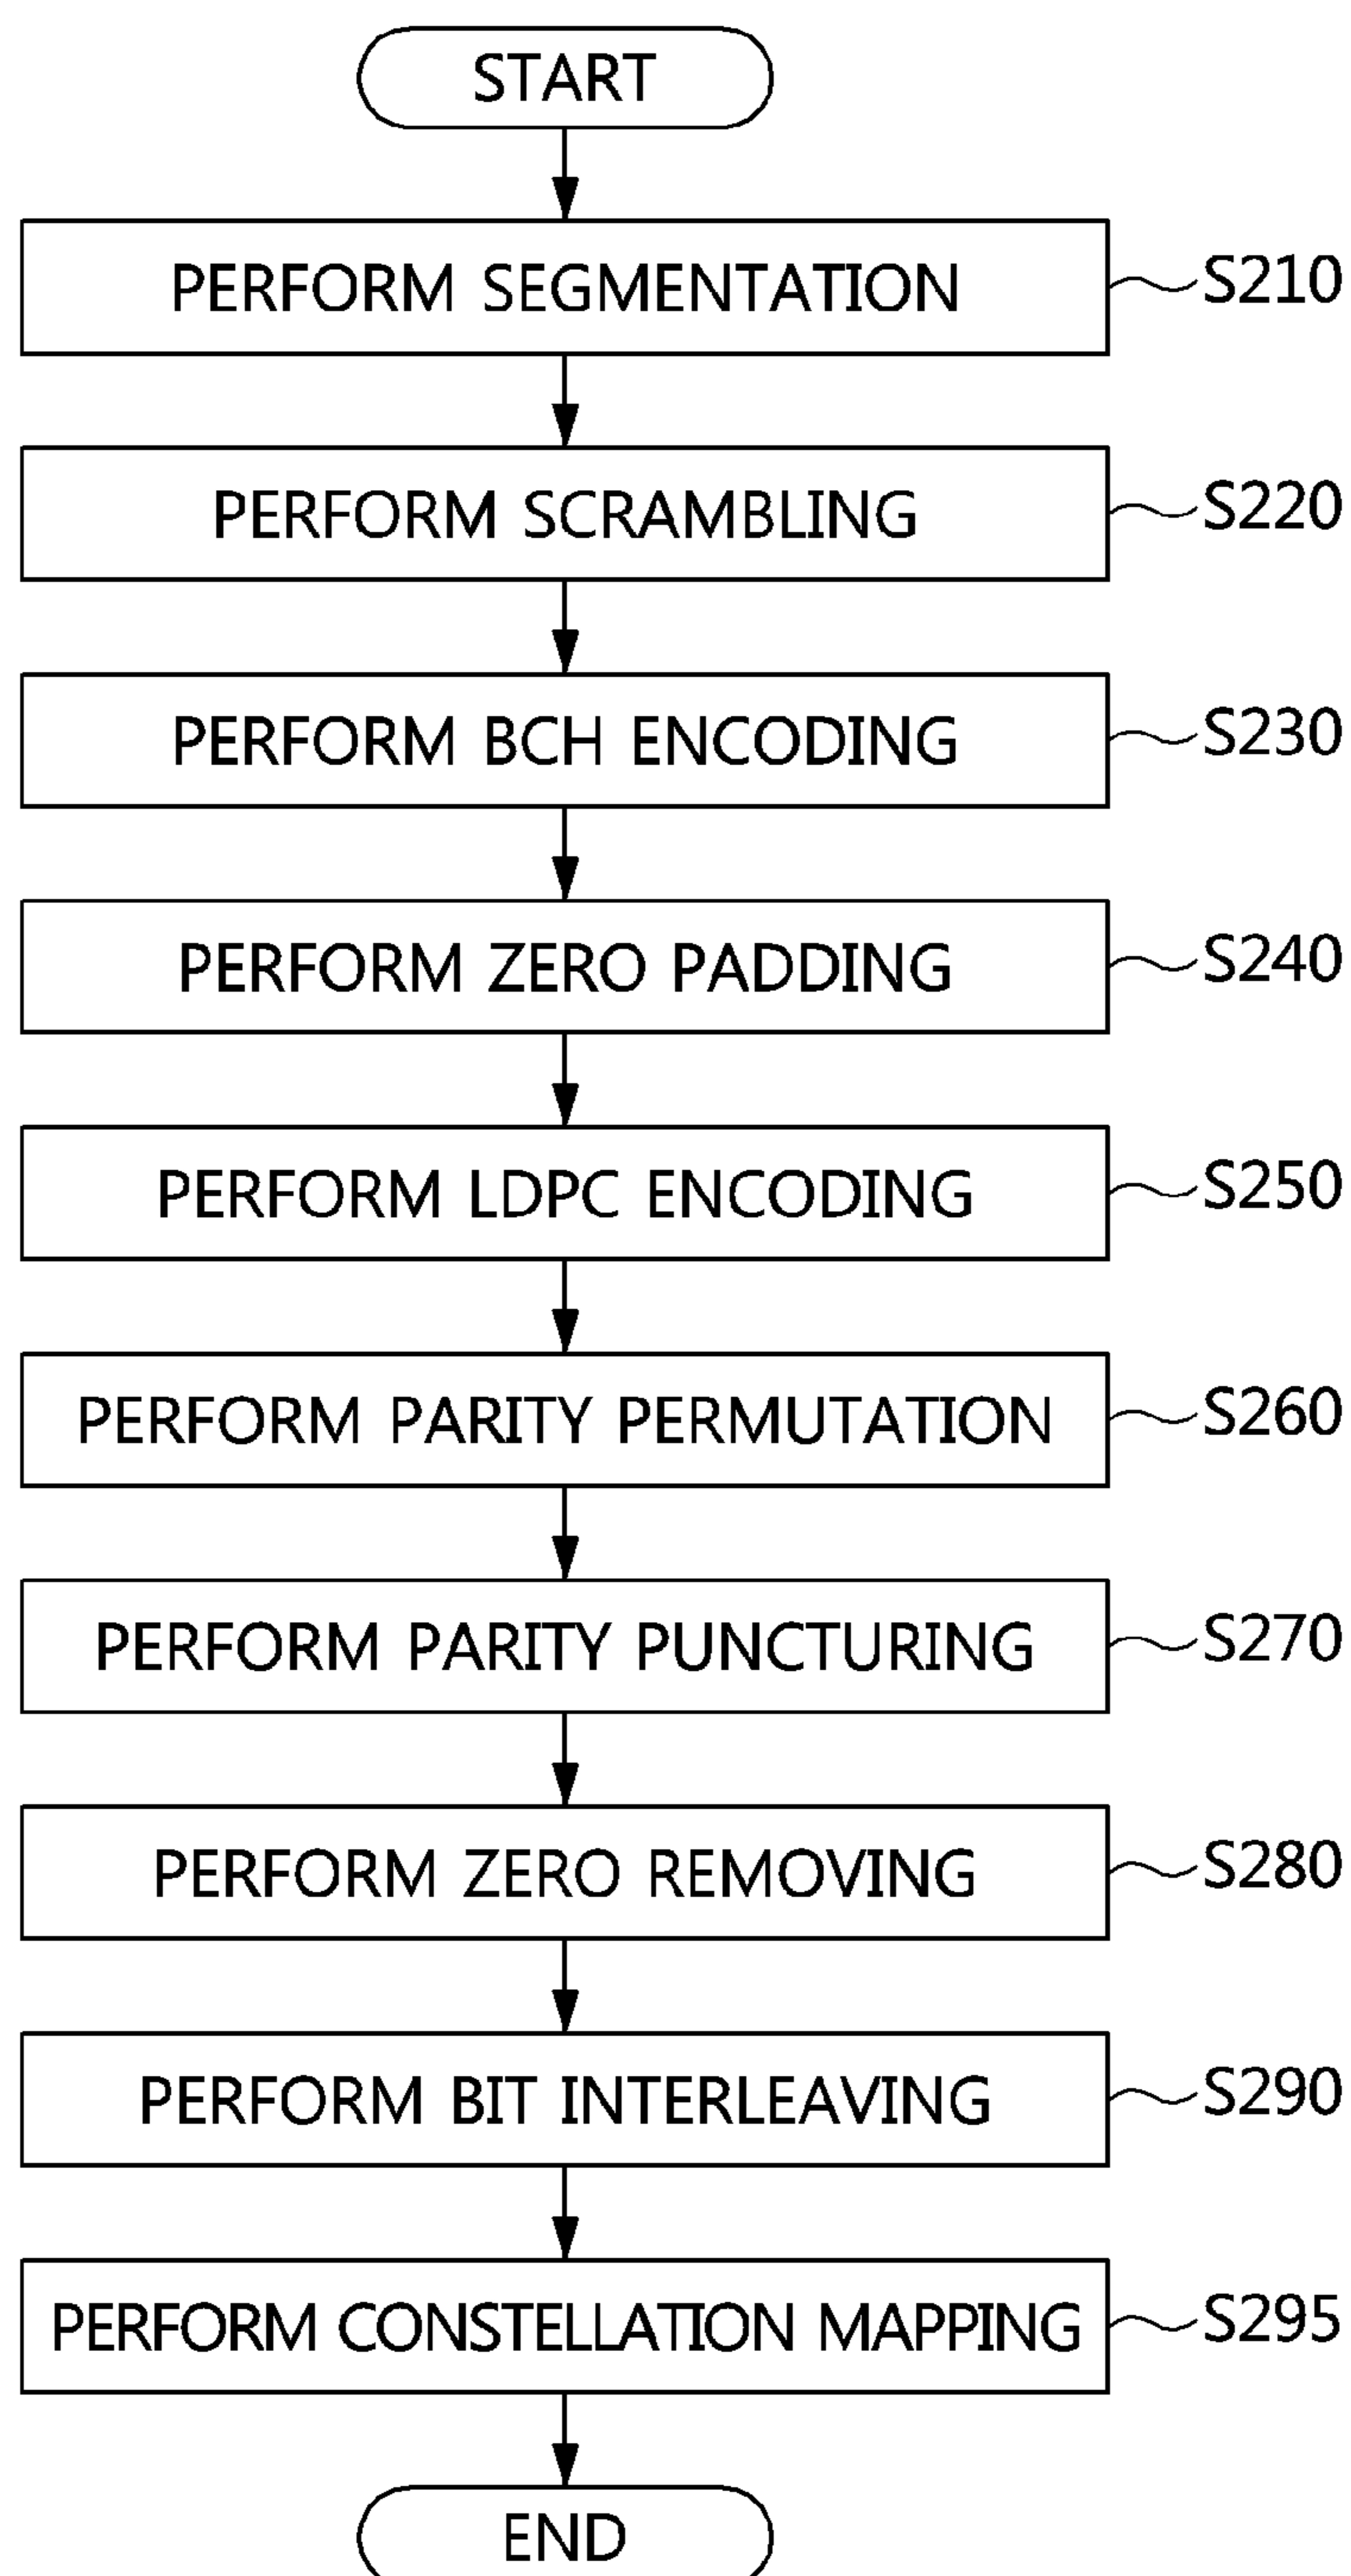 START
PERFORM SEGMENTATION S210
PERFORM SCRAMBLING S220
PERFORM BCH ENCODING S230
PERFORM ZERO PADDING S240
PERFORM LDPC ENCODING S250
PERFORM PARITY PERMUTATION S260
PERFORM PARITY PUNCTURING S270
PERFORM ZERO REMOVING S280
PERFORM BIT INTERLEAVING S290
PERFORM CONSTELLATION MAPPING S295
END